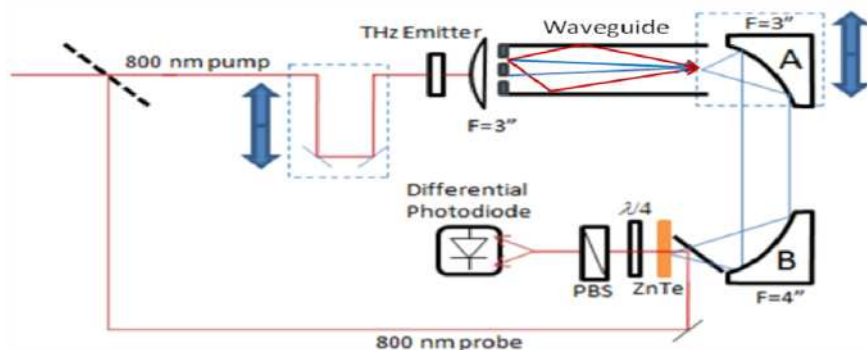 Waveguide
F=3"
THz Emitter
800 nm pump
A
F=3"
Differential
Photodiode
λ/4
B
PBS
ZnTe
F=4"
800 nm probe